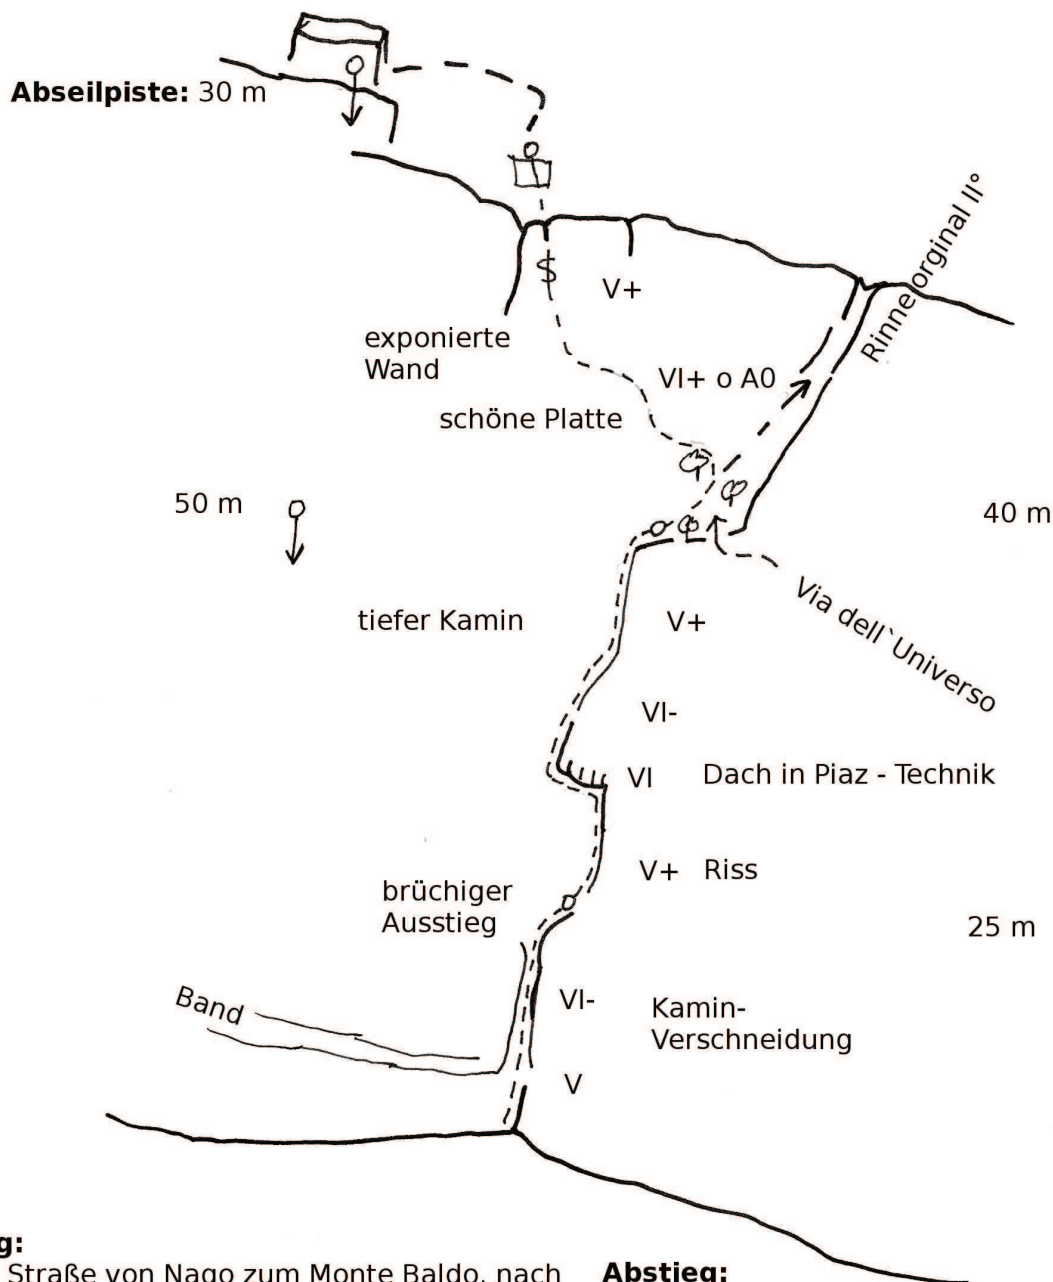 Abseilpiste: 30 m
Rinne orginal II°
V+
exponierte
Wand
VI+ o A0
schöne Platte
50 m
40 m
Via dell`Universo
tiefer Kamin
V+
VI-
VI
Dach in Piaz - Technik
V+
Riss
brüchiger
Ausstieg
25 m
Band
VI-
Kamin-
Verschneidung
V
g:
Straße von Nago zum Monte Baldo, nach
Abstieg: